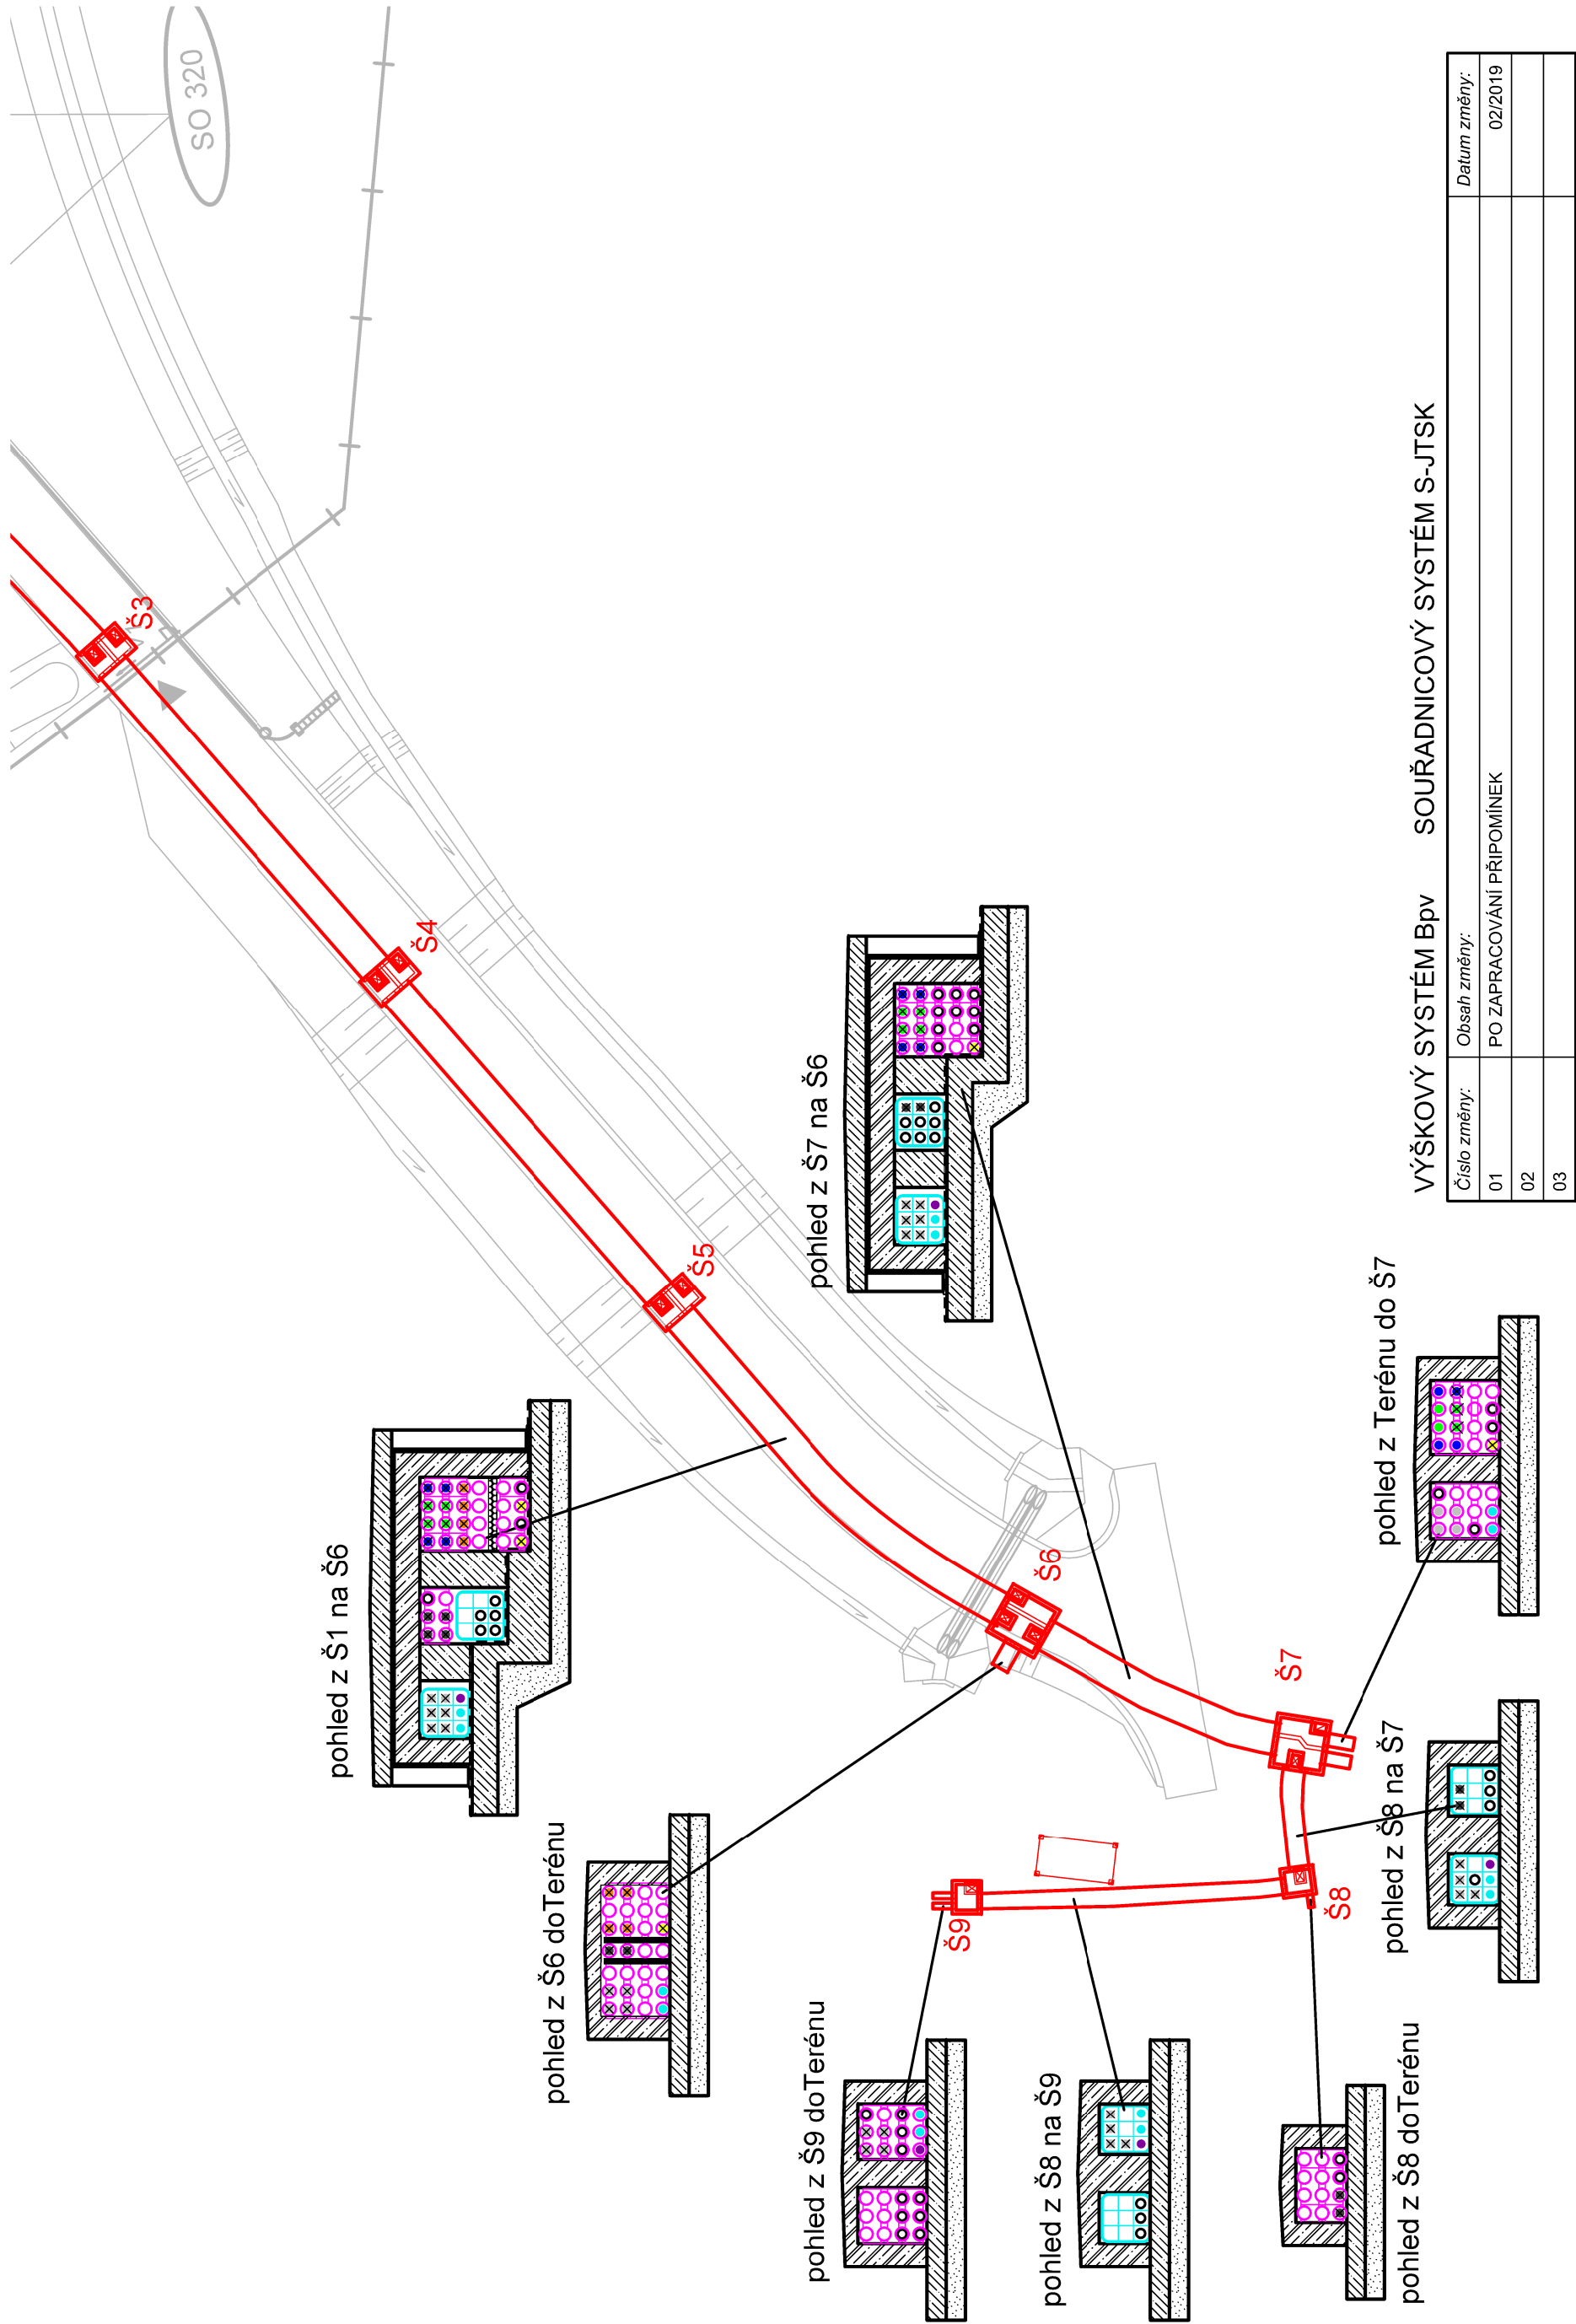 SO 320
Š3
Š4
Š5
Š6
Š7
Š8
Š9
pohled z Š1 na Š6
pohled z Š7 na Š6
pohled z Š6 doTerénu
pohled z Terénu do Š7
pohled z Š8 na Š7
pohled z Š9 doTerénu
pohled z Š8 na Š9
pohled z Š8 doTerénu
VÝŠKOVÝ SYSTÉM Bpv SOUŘADNICOVÝ SYSTÉM S-JTSK
Číslo změny: Obsah změny: Datum změny:
01 PO ZAPRACOVÁNÍ PŘIPOMÍNEK 02/2019
02
03